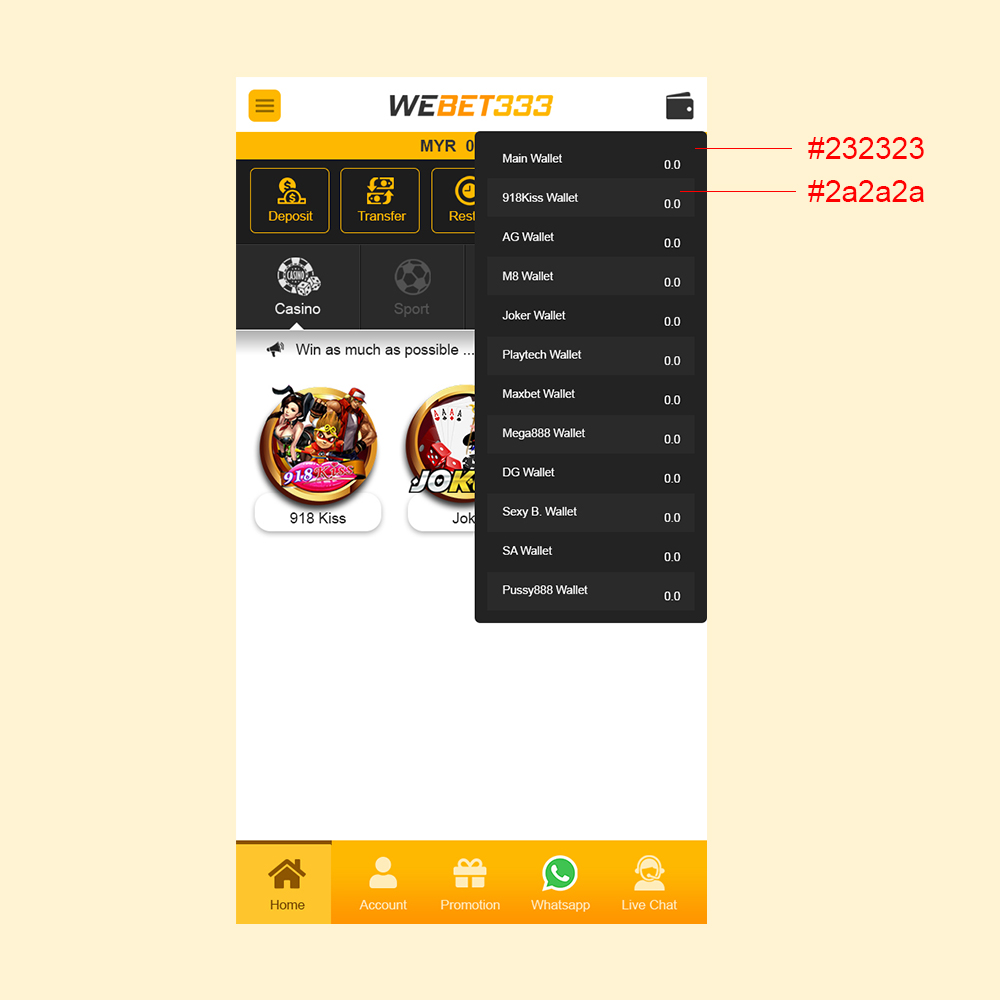 WEBET333
MYR 0
Deposit
Transfer
Rest
Casino
Sport
Win as much as possible ...
918 Kiss
918 Kiss
JOK
Jok
Main Wallet 0.0
918Kiss Wallet 0.0
AG Wallet 0.0
M8 Wallet 0.0
Joker Wallet 0.0
Playtech Wallet 0.0
Maxbet Wallet 0.0
Mega888 Wallet 0.0
DG Wallet 0.0
Sexy B. Wallet 0.0
SA Wallet 0.0
Pussy888 Wallet 0.0
#232323
#2a2a2a
Home
Account
Promotion
Whatsapp
Live Chat